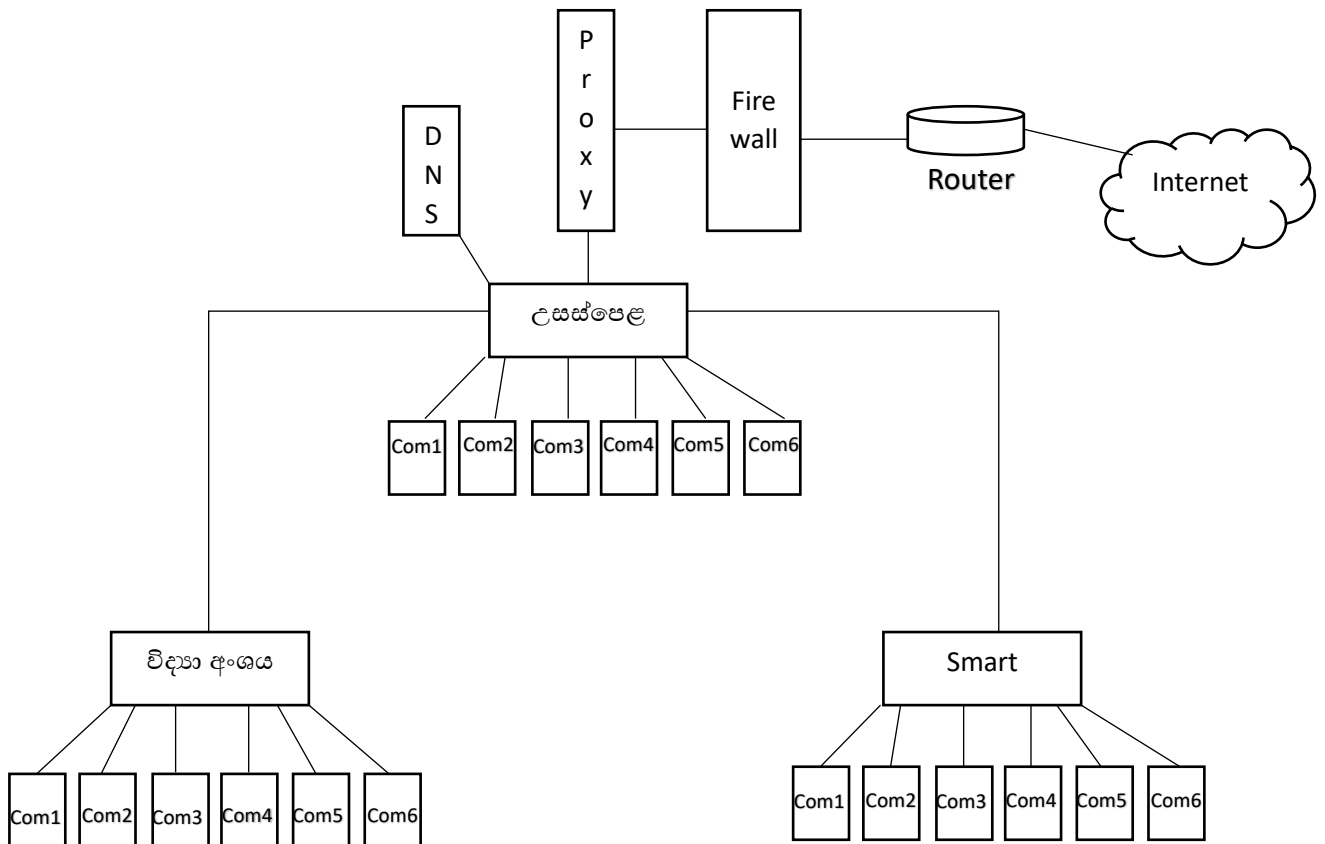 P
r
o
x
y
Fire
wall
D
N
S
Router
Internet
උසස්පෙළ
Com1 Com2 Com3 Com4 Com5 Com6
විද්‍යා අංශය
Smart
Com1 Com2 Com3 Com4 Com5 Com6
Com1 Com2 Com3 Com4 Com5 Com6